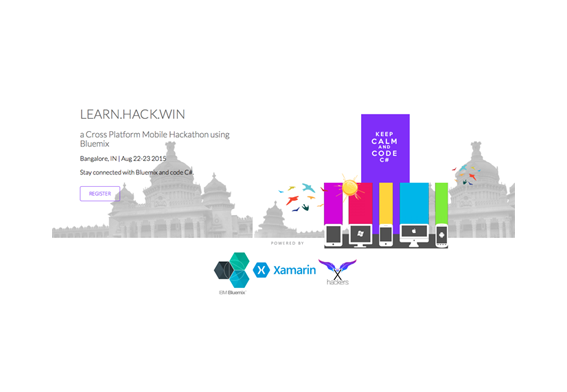 LEARN.HACK.WIN
a Cross Platform Mobile Hackathon using
Bluemix
Bangalore, IN | Aug 22-23 2015
Stay connected with Bluemix and code C#
REGISTER
KEEP
CALM
AND
CODE
C#
POWERED BY
IBM Bluemix
Xamarin
hackers